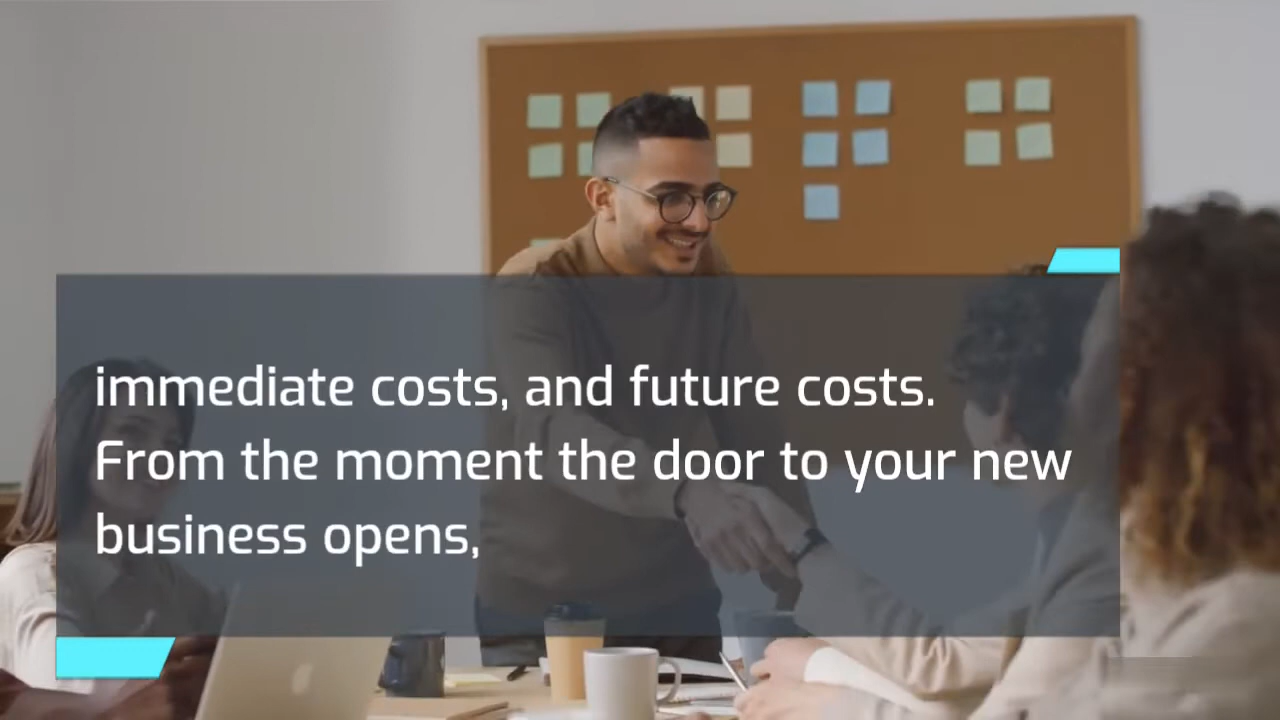 immediate costs, and future costs.
From the moment the door to your new
business opens,